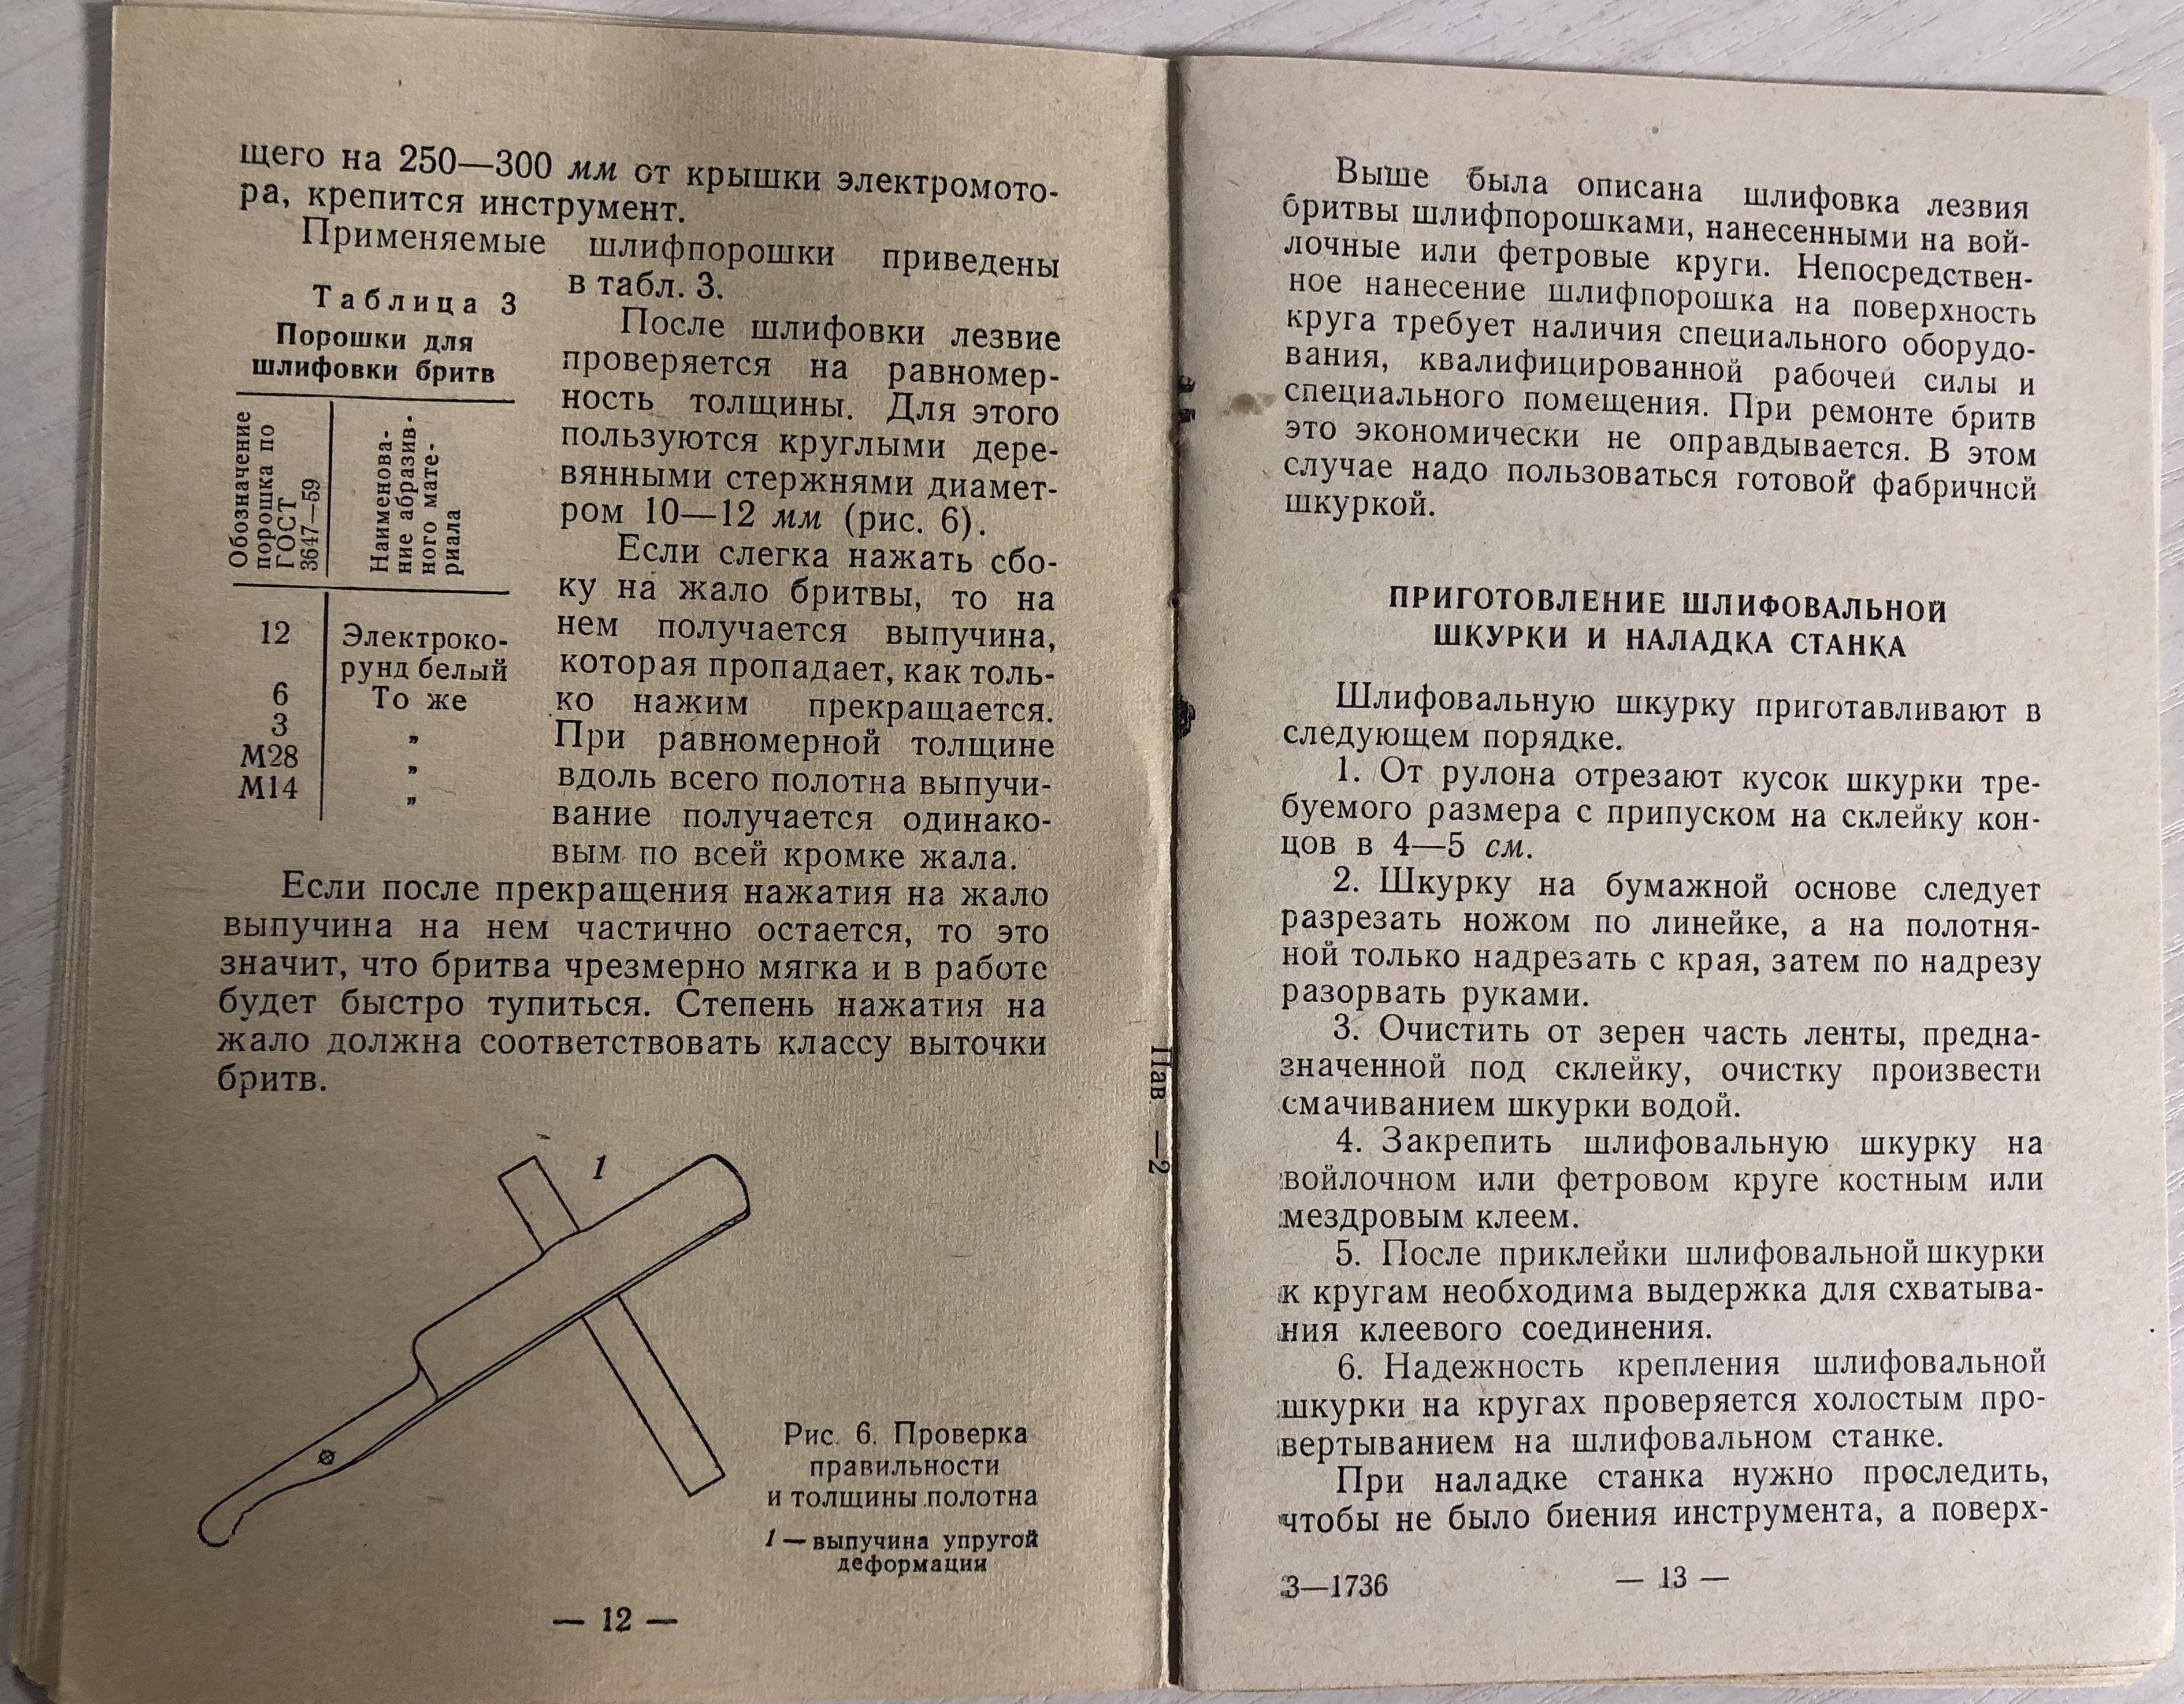 щего на 250—300 мм от крышки электромото-
ра, крепится инструмент.
Применяемые шлифпорошки приведены
в табл. 3.
Таблица 3
Порошки для
шлифовки бритв
Обозначение
порошка по
ГОСТ
3647—59
Наименова-
ние абразив-
ного мате-
риала
12 Электроко-
рунд белый
6 То же
3 „
М28 „
М14 „
После шлифовки лезвие
проверяется на равномер-
ность толщины. Для этого
пользуются круглыми дере-
вянными стержнями диамет-
ром 10—12 мм (рис. 6).
Если слегка нажать сбо-
ку на жало бритвы, то на
нем получается выпучина,
которая пропадает, как толь-
ко нажим прекращается.
При равномерной толщине
вдоль всего полотна выпучи-
вание получается одинако-
вым по всей кромке жала.
Если после прекращения нажатия на жало
выпучина на нем частично остается, то это
значит, что бритва чрезмерно мягка и в работе
будет быстро тупиться. Степень нажатия на
жало должна соответствовать классу выточки
бритв.
1
Рис. 6. Проверка
правильности
и толщины полотна
1 — выпучина упругой
деформации
— 12 —
Пав —2
Выше была описана шлифовка лезвия
бритвы шлифпорошками, нанесенными на вой-
лочные или фетровые круги. Непосредствен-
ное нанесение шлифпорошка на поверхность
круга требует наличия специального оборудо-
вания, квалифицированной рабочей силы и
специального помещения. При ремонте бритв
это экономически не оправдывается. В этом
случае надо пользоваться готовой фабричной
шкуркой.
ПРИГОТОВЛЕНИЕ ШЛИФОВАЛЬНОЙ
ШКУРКИ И НАЛАДКА СТАНКА
Шлифовальную шкурку приготавливают в
следующем порядке.
1. От рулона отрезают кусок шкурки тре-
буемого размера с припуском на склейку кон-
цов в 4—5 см.
2. Шкурку на бумажной основе следует
разрезать ножом по линейке, а на полотня-
ной только надрезать с края, затем по надрезу
разорвать руками.
3. Очистить от зерен часть ленты, предна-
значенной под склейку, очистку произвести
смачиванием шкурки водой.
4. Закрепить шлифовальную шкурку на
войлочном или фетровом круге костным или
мездровым клеем.
5. После приклейки шлифовальной шкурки
к кругам необходима выдержка для схватыва-
ния клеевого соединения.
6. Надежность крепления шлифовальной
шкурки на кругах проверяется холостым про-
вертыванием на шлифовальном станке.
При наладке станка нужно проследить,
чтобы не было биения инструмента, а поверх-
3—1736
— 13 —